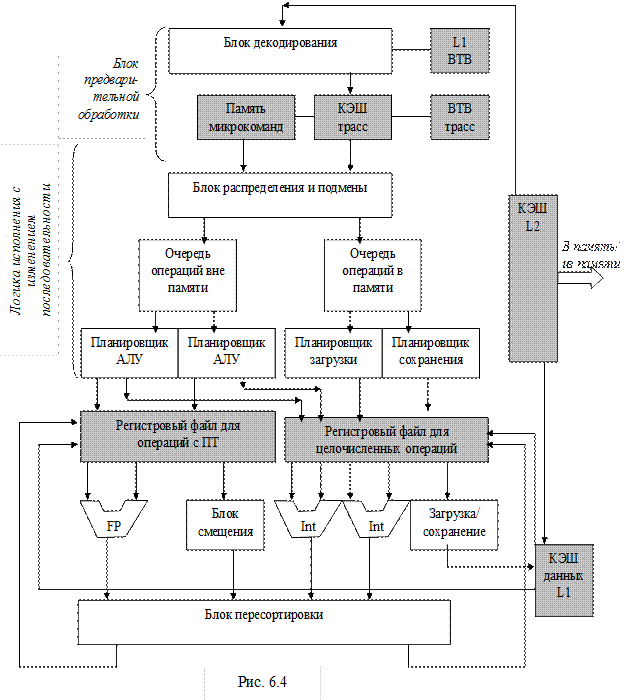 Блок декодирования
L1
BTB
Блок
предвари-
тельной
обработки
Память
микрокоманд
КЭШ
трасс
BTB
трасс
Блок распределения и подмены
КЭШ
L2
В память/
из памяти
Логика исполнения с
изменением
последовательности
Очередь
операций вне
памяти
Очередь
операций в
памяти
Планировщик
АЛУ
Планировщик
АЛУ
Планировщик
загрузки
Планировщик
сохранения
Регистровый файл для
операций с ПТ
Регистровый файл для
целочисленных операций
FP
Блок
смещения
Int
Int
Загрузка/
сохранение
КЭШ
данных
L1
Блок пересортировки
Рис. 6.4